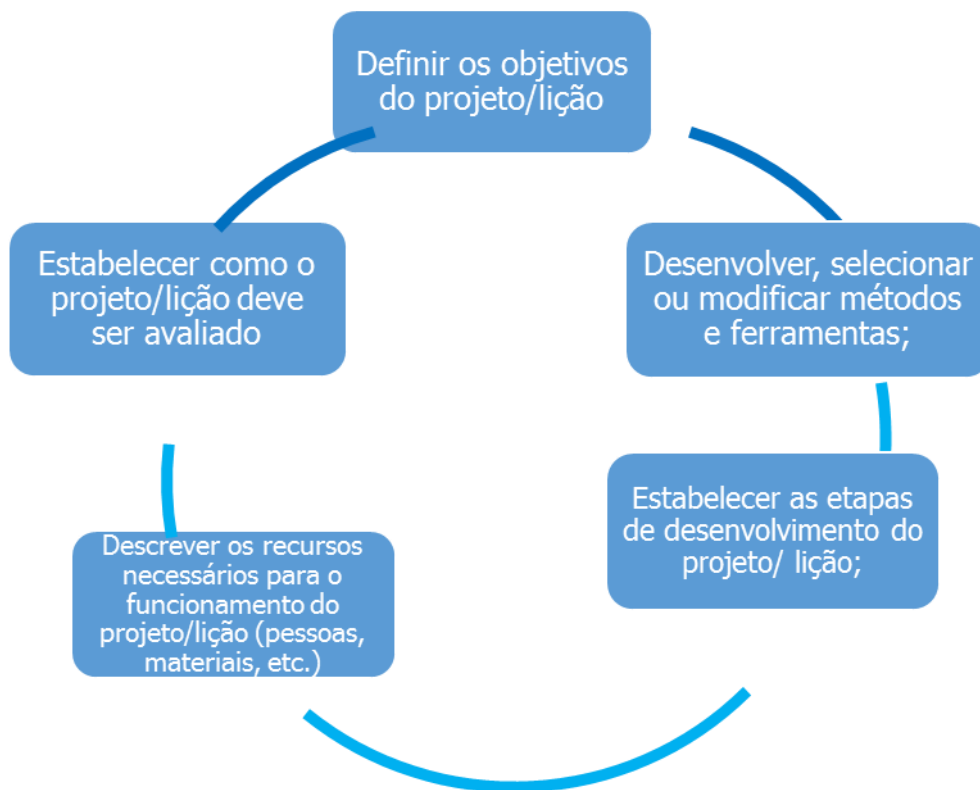 Definir os objetivos
do projeto/lição
Desenvolver, selecionar
ou modificar métodos
e ferramentas;
Estabelecer as etapas
de desenvolvimento do
projeto/ lição;
Descrever os recursos
necessários para o
funcionamento do
projeto/lição (pessoas,
materiais, etc.)
Estabelecer como o
projeto/lição deve
ser avaliado